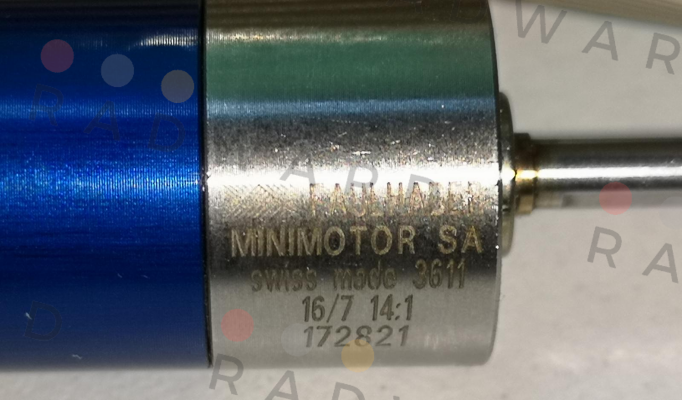 FAULHABER
MINIMOTOR SA
swiss made 3611
16/7 14:1
172821